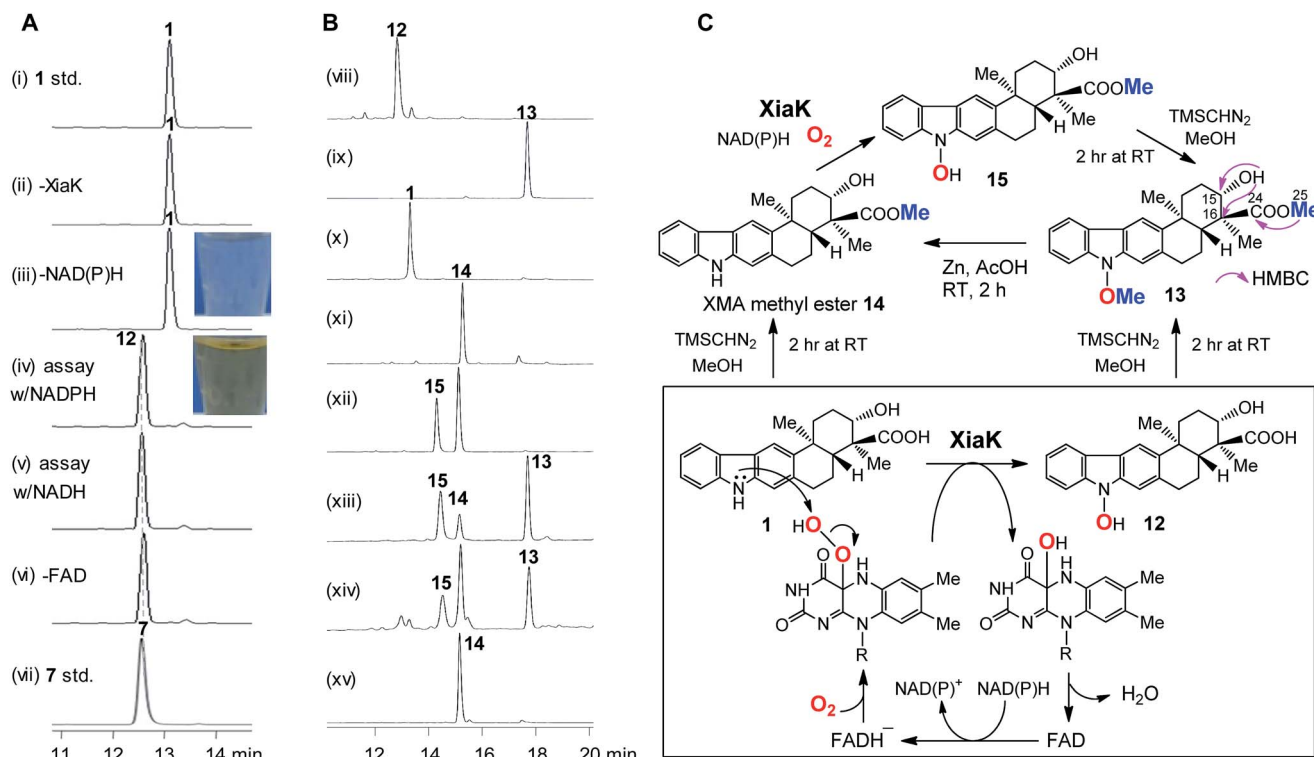 A
1
(i) 1 std.
1
(ii) -XiaK
1
(iii)-NAD(P)H
12
(iv) assay
w/NADPH
(v) assay
w/NADH
(vi) -FAD
7
(vii) 7 std.
11 12 13 14 min
B
12
(viii)
13
(ix)
1
(x)
14
(xi)
15
(xii)
13
15
14
(xiii)
13
15
(xiv)
14
(xv)
12 14 16 18 20 min
C
OH
Me
COOMe
Me
H
N
OH
15
XiaK
NAD(P)H O2
TMSCHN2
MeOH
2 hr at RT
OH
Me
COOMe
Me
H
N
H
XMA methyl ester 14
Zn, AcOH
RT, 2 h
OH
15
24
25
Me
16
COOMe
Me
H
N
OMe
13
HMBC
TMSCHN2
MeOH
2 hr at RT
TMSCHN2
MeOH
2 hr at RT
OH
Me
COOH
Me
H
N
H
1
XiaK
OH
Me
COOH
Me
H
N
OH
12
HO
O
O
H
N
NH
Me
Me
O
N
N
R
OH
O
H
N
NH
Me
Me
O
N
N
R
O2
NAD(P)+
NAD(P)H
H2O
FADH−
FAD